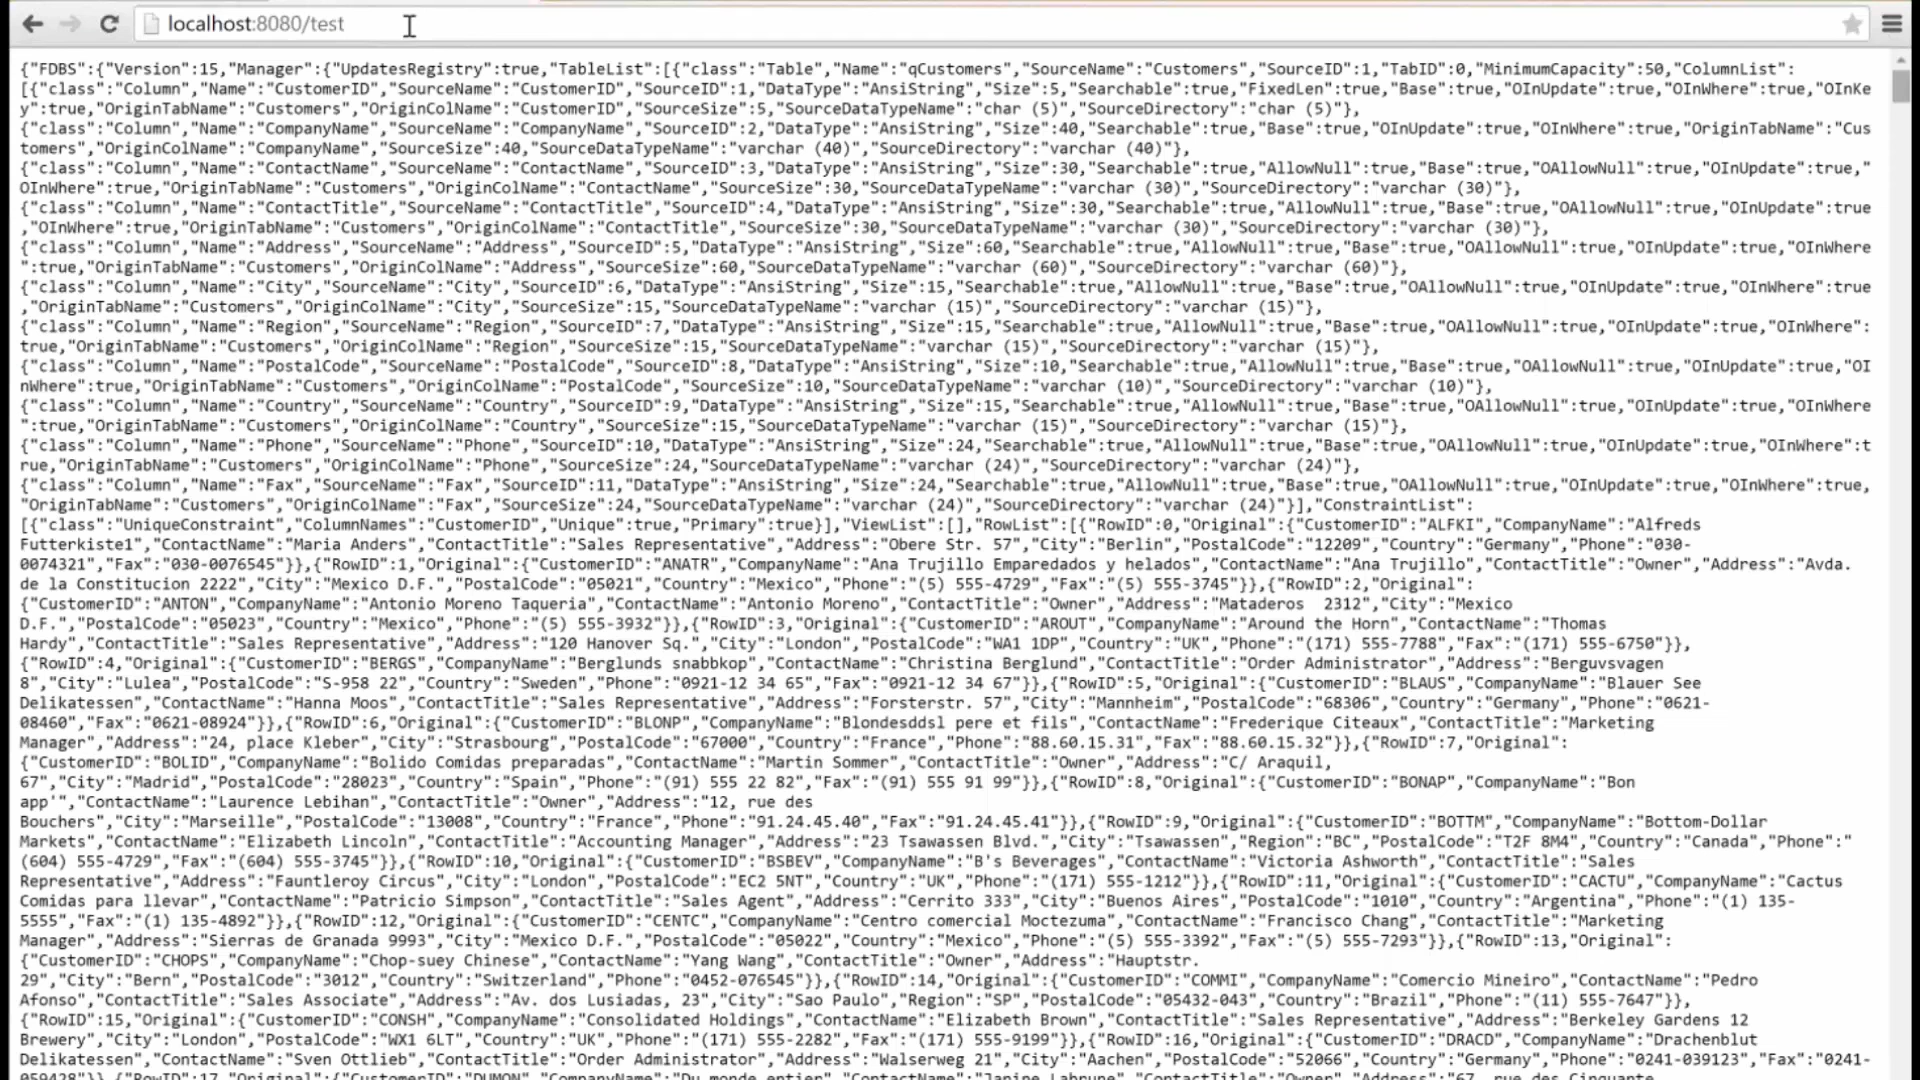 localhost:8080/test
{"FDBS":{"Version":15,"Manager":{"UpdatesRegistry":true,"TableList":[{"class":"Table","Name":"qCustomers","SourceName":"Customers","SourceID":1,"TabID":0,"MinimumCapacity":50,"ColumnList":
[{"class":"Column","Name":"CustomerID","SourceName":"CustomerID","SourceID":1,"DataType":"AnsiString","Size":5,"Searchable":true,"FixedLen":true,"Base":true,"OInUpdate":true,"OInWhere":true,"OInKe
y":true,"OriginTabName":"Customers","OriginColName":"CustomerID","SourceSize":5,"SourceDataTypeName":"char (5)","SourceDirectory":"char (5)"},
{"class":"Column","Name":"CompanyName","SourceName":"CompanyName","SourceID":2,"DataType":"AnsiString","Size":40,"Searchable":true,"Base":true,"OInUpdate":true,"OInWhere":true,"OriginTabName":"Cus
tomers","OriginColName":"CompanyName","SourceSize":40,"SourceDataTypeName":"varchar (40)","SourceDirectory":"varchar (40)"},
{"class":"Column","Name":"ContactName","SourceName":"ContactName","SourceID":3,"DataType":"AnsiString","Size":30,"Searchable":true,"AllowNull":true,"Base":true,"OAllowNull":true,"OInUpdate":true,"
OInWhere":true,"OriginTabName":"Customers","OriginColName":"ContactName","SourceSize":30,"SourceDataTypeName":"varchar (30)","SourceDirectory":"varchar (30)"},
{"class":"Column","Name":"ContactTitle","SourceName":"ContactTitle","SourceID":4,"DataType":"AnsiString","Size":30,"Searchable":true,"AllowNull":true,"Base":true,"OAllowNull":true,"OInUpdate":true
,"OInWhere":true,"OriginTabName":"Customers","OriginColName":"ContactTitle","SourceSize":30,"SourceDataTypeName":"varchar (30)","SourceDirectory":"varchar (30)"},
{"class":"Column","Name":"Address","SourceName":"Address","SourceID":5,"DataType":"AnsiString","Size":60,"Searchable":true,"AllowNull":true,"Base":true,"OAllowNull":true,"OInUpdate":true,"OInWhere
":true,"OriginTabName":"Customers","OriginColName":"Address","SourceSize":60,"SourceDataTypeName":"varchar (60)","SourceDirectory":"varchar (60)"},
{"class":"Column","Name":"City","SourceName":"City","SourceID":6,"DataType":"AnsiString","Size":15,"Searchable":true,"AllowNull":true,"Base":true,"OAllowNull":true,"OInUpdate":true,"OInWhere":true
,"OriginTabName":"Customers","OriginColName":"City","SourceSize":15,"SourceDataTypeName":"varchar (15)","SourceDirectory":"varchar (15)"},
{"class":"Column","Name":"Region","SourceName":"Region","SourceID":7,"DataType":"AnsiString","Size":15,"Searchable":true,"AllowNull":true,"Base":true,"OAllowNull":true,"OInUpdate":true,"OInWhere":
true,"OriginTabName":"Customers","OriginColName":"Region","SourceSize":15,"SourceDataTypeName":"varchar (15)","SourceDirectory":"varchar (15)"},
{"class":"Column","Name":"PostalCode","SourceName":"PostalCode","SourceID":8,"DataType":"AnsiString","Size":10,"Searchable":true,"AllowNull":true,"Base":true,"OAllowNull":true,"OInUpdate":true,"OI
nWhere":true,"OriginTabName":"Customers","OriginColName":"PostalCode","SourceSize":10,"SourceDataTypeName":"varchar (10)","SourceDirectory":"varchar (10)"},
{"class":"Column","Name":"Country","SourceName":"Country","SourceID":9,"DataType":"AnsiString","Size":15,"Searchable":true,"AllowNull":true,"Base":true,"OAllowNull":true,"OInUpdate":true,"OInWhere
":true,"OriginTabName":"Customers","OriginColName":"Country","SourceSize":15,"SourceDataTypeName":"varchar (15)","SourceDirectory":"varchar (15)"},
{"class":"Column","Name":"Phone","SourceName":"Phone","SourceID":10,"DataType":"AnsiString","Size":24,"Searchable":true,"AllowNull":true,"Base":true,"OAllowNull":true,"OInUpdate":true,"OInWhere":t
rue,"OriginTabName":"Customers","OriginColName":"Phone","SourceSize":24,"SourceDataTypeName":"varchar (24)","SourceDirectory":"varchar (24)"},
{"class":"Column","Name":"Fax","SourceName":"Fax","SourceID":11,"DataType":"AnsiString","Size":24,"Searchable":true,"AllowNull":true,"Base":true,"OAllowNull":true,"OInUpdate":true,"OInWhere":true,
"OriginTabName":"Customers","OriginColName":"Fax","SourceSize":24,"SourceDataTypeName":"varchar (24)","SourceDirectory":"varchar (24)"}],"ConstraintList":
[{"class":"UniqueConstraint","ColumnNames":"CustomerID","Unique":true,"Primary":true}],"ViewList":[],"RowList":[{"RowID":0,"Original":{"CustomerID":"ALFKI","CompanyName":"Alfreds
Futterkiste1","ContactName":"Maria Anders","ContactTitle":"Sales Representative","Address":"Obere Str. 57","City":"Berlin","PostalCode":"12209","Country":"Germany","Phone":"030-
0074321","Fax":"030-0076545"}},{"RowID":1,"Original":{"CustomerID":"ANATR","CompanyName":"Ana Trujillo Emparedados y helados","ContactName":"Ana Trujillo","ContactTitle":"Owner","Address":"Avda.
de la Constitucion 2222","City":"Mexico D.F.","PostalCode":"05021","Country":"Mexico","Phone":"(5) 555-4729","Fax":"(5) 555-3745"}},{"RowID":2,"Original":
{"CustomerID":"ANTON","CompanyName":"Antonio Moreno Taqueria","ContactName":"Antonio Moreno","ContactTitle":"Owner","Address":"Mataderos  2312","City":"Mexico
D.F.","PostalCode":"05023","Country":"Mexico","Phone":"(5) 555-3932"}},{"RowID":3,"Original":{"CustomerID":"AROUT","CompanyName":"Around the Horn","ContactName":"Thomas
Hardy","ContactTitle":"Sales Representative","Address":"120 Hanover Sq.","City":"London","PostalCode":"WA1 1DP","Country":"UK","Phone":"(171) 555-7788","Fax":"(171) 555-6750"}},
{"RowID":4,"Original":{"CustomerID":"BERGS","CompanyName":"Berglunds snabbkop","ContactName":"Christina Berglund","ContactTitle":"Order Administrator","Address":"Berguvsvagen
8","City":"Lulea","PostalCode":"S-958 22","Country":"Sweden","Phone":"0921-12 34 65","Fax":"0921-12 34 67"}},{"RowID":5,"Original":{"CustomerID":"BLAUS","CompanyName":"Blauer See
Delikatessen","ContactName":"Hanna Moos","ContactTitle":"Sales Representative","Address":"Forsterstr. 57","City":"Mannheim","PostalCode":"68306","Country":"Germany","Phone":"0621-
08460","Fax":"0621-08924"}},{"RowID":6,"Original":{"CustomerID":"BLONP","CompanyName":"Blondesddsl pere et fils","ContactName":"Frederique Citeaux","ContactTitle":"Marketing
Manager","Address":"24, place Kleber","City":"Strasbourg","PostalCode":"67000","Country":"France","Phone":"88.60.15.31","Fax":"88.60.15.32"}},{"RowID":7,"Original":
{"CustomerID":"BOLID","CompanyName":"Bolido Comidas preparadas","ContactName":"Martin Sommer","ContactTitle":"Owner","Address":"C/ Araquil,
67","City":"Madrid","PostalCode":"28023","Country":"Spain","Phone":"(91) 555 22 82","Fax":"(91) 555 91 99"}},{"RowID":8,"Original":{"CustomerID":"BONAP","CompanyName":"Bon
app'","ContactName":"Laurence Lebihan","ContactTitle":"Owner","Address":"12, rue des
Bouchers","City":"Marseille","PostalCode":"13008","Country":"France","Phone":"91.24.45.40","Fax":"91.24.45.41"}},{"RowID":9,"Original":{"CustomerID":"BOTTM","CompanyName":"Bottom-Dollar
Markets","ContactName":"Elizabeth Lincoln","ContactTitle":"Accounting Manager","Address":"23 Tsawassen Blvd.","City":"Tsawassen","Region":"BC","PostalCode":"T2F 8M4","Country":"Canada","Phone":"
(604) 555-4729","Fax":"(604) 555-3745"}},{"RowID":10,"Original":{"CustomerID":"BSBEV","CompanyName":"B's Beverages","ContactName":"Victoria Ashworth","ContactTitle":"Sales
Representative","Address":"Fauntleroy Circus","City":"London","PostalCode":"EC2 5NT","Country":"UK","Phone":"(171) 555-1212"}},{"RowID":11,"Original":{"CustomerID":"CACTU","CompanyName":"Cactus
Comidas para llevar","ContactName":"Patricio Simpson","ContactTitle":"Sales Agent","Address":"Cerrito 333","City":"Buenos Aires","PostalCode":"1010","Country":"Argentina","Phone":"(1) 135-
5555","Fax":"(1) 135-4892"}},{"RowID":12,"Original":{"CustomerID":"CENTC","CompanyName":"Centro comercial Moctezuma","ContactName":"Francisco Chang","ContactTitle":"Marketing
Manager","Address":"Sierras de Granada 9993","City":"Mexico D.F.","PostalCode":"05022","Country":"Mexico","Phone":"(5) 555-3392","Fax":"(5) 555-7293"}},{"RowID":13,"Original":
{"CustomerID":"CHOPS","CompanyName":"Chop-suey Chinese","ContactName":"Yang Wang","ContactTitle":"Owner","Address":"Hauptstr.
29","City":"Bern","PostalCode":"3012","Country":"Switzerland","Phone":"0452-076545"}},{"RowID":14,"Original":{"CustomerID":"COMMI","CompanyName":"Comercio Mineiro","ContactName":"Pedro
Afonso","ContactTitle":"Sales Associate","Address":"Av. dos Lusiadas, 23","City":"Sao Paulo","Region":"SP","PostalCode":"05432-043","Country":"Brazil","Phone":"(11) 555-7647"}},
{"RowID":15,"Original":{"CustomerID":"CONSH","CompanyName":"Consolidated Holdings","ContactName":"Elizabeth Brown","ContactTitle":"Sales Representative","Address":"Berkeley Gardens 12
Brewery","City":"London","PostalCode":"WX1 6LT","Country":"UK","Phone":"(171) 555-2282","Fax":"(171) 555-9199"}},{"RowID":16,"Original":{"CustomerID":"DRACD","CompanyName":"Drachenblut
Delikatessen","ContactName":"Sven Ottlieb","ContactTitle":"Order Administrator","Address":"Walserweg 21","City":"Aachen","PostalCode":"52066","Country":"Germany","Phone":"0241-039123","Fax":"0241-
059428"}},{"RowID":17,"Original":{"CustomerID":"DUMON","CompanyName":"Du monde entier","ContactName":"Janine Labrune","ContactTitle":"Owner","Address":"67, rue des Cinquante